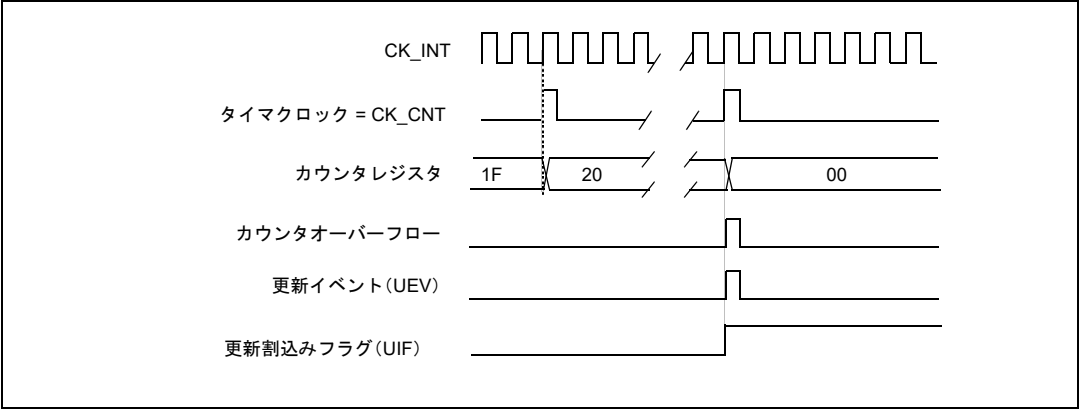 CK_INT
タイマクロック = CK_CNT
カウンタレジスタ 1F 20 00
カウンタオーバーフロー
更新イベント(UEV)
更新割込みフラグ(UIF)